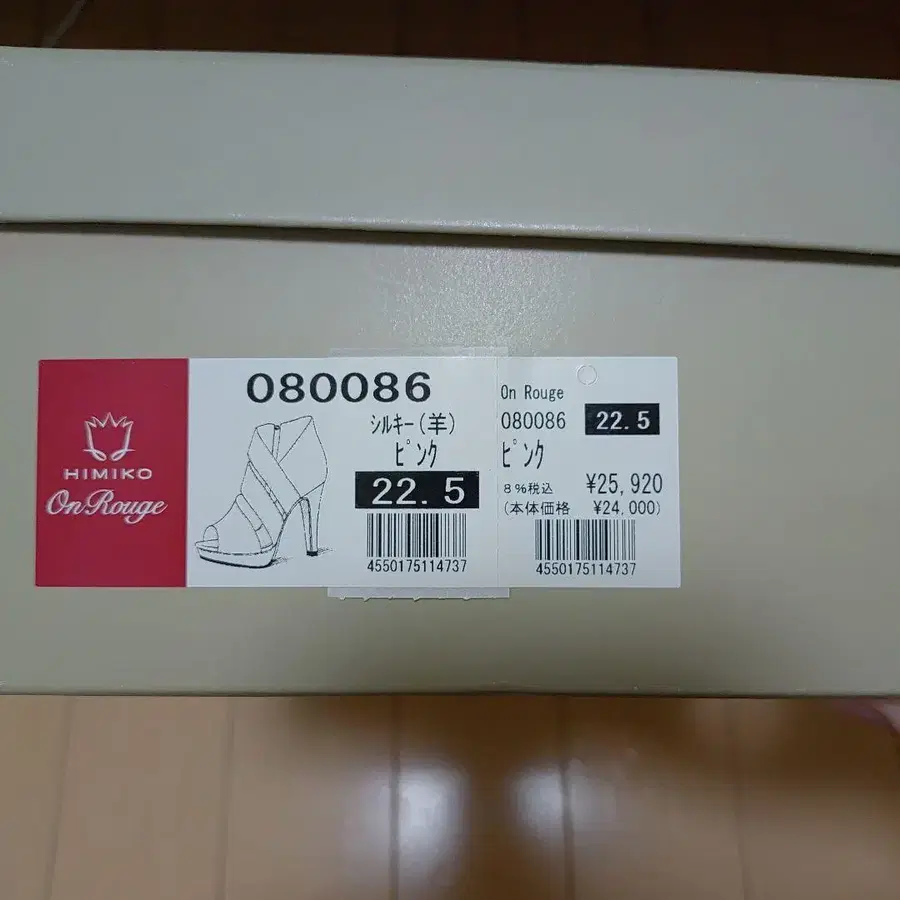 HIMIKO
On Rouge
080086
シルキー(羊)
ピンク
22.5
4550175114737
On Rouge
080086 22.5
ピンク
8%税込 ¥25,920
(本体価格 ¥24,000)
4550175114737